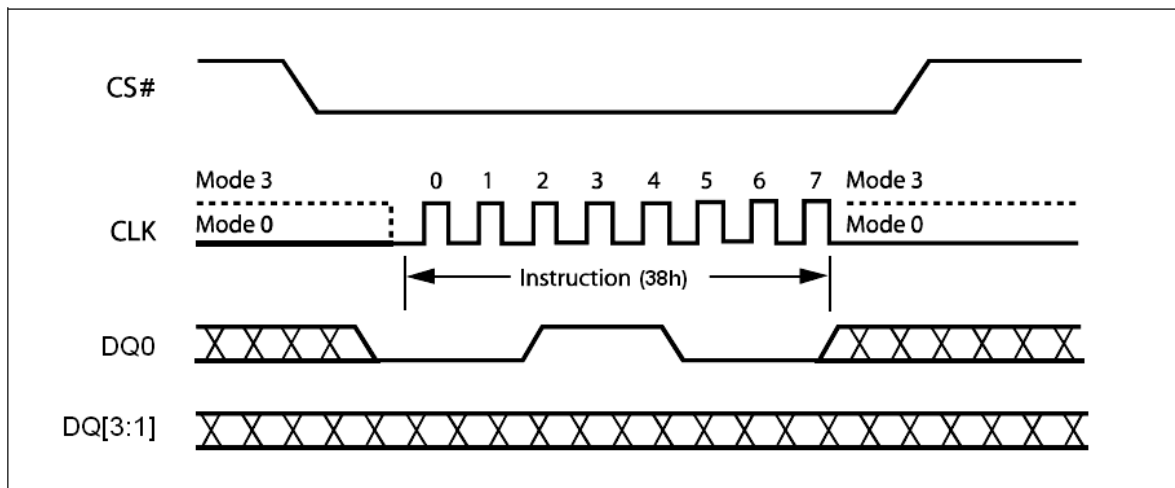 CS#
Mode 3 0 1 2 3 4 5 6 7 Mode 3
CLK Mode 0 Mode 0
Instruction (38h)
DQ0
DQ[3:1]